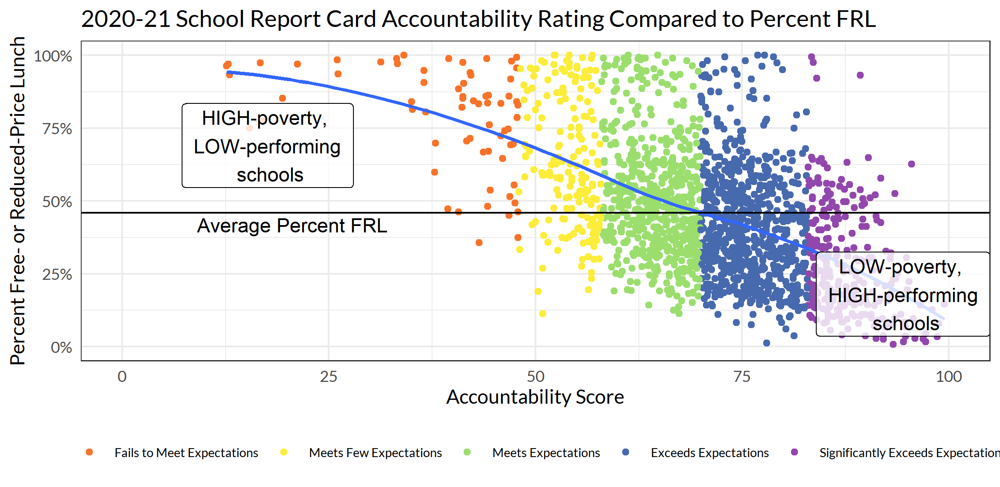 2020-21 School Report Card Accountability Rating Compared to Percent FRL
Percent Free- or Reduced-Price Lunch
100%
75%
50%
25%
0%
HIGH-poverty,
LOW-performing
schools
Average Percent FRL
LOW-poverty,
HIGH-performing
schools
0 25 50 75 100
Accountability Score
Fails to Meet Expectations Meets Few Expectations Meets Expectations Exceeds Expectations Significantly Exceeds Expectation